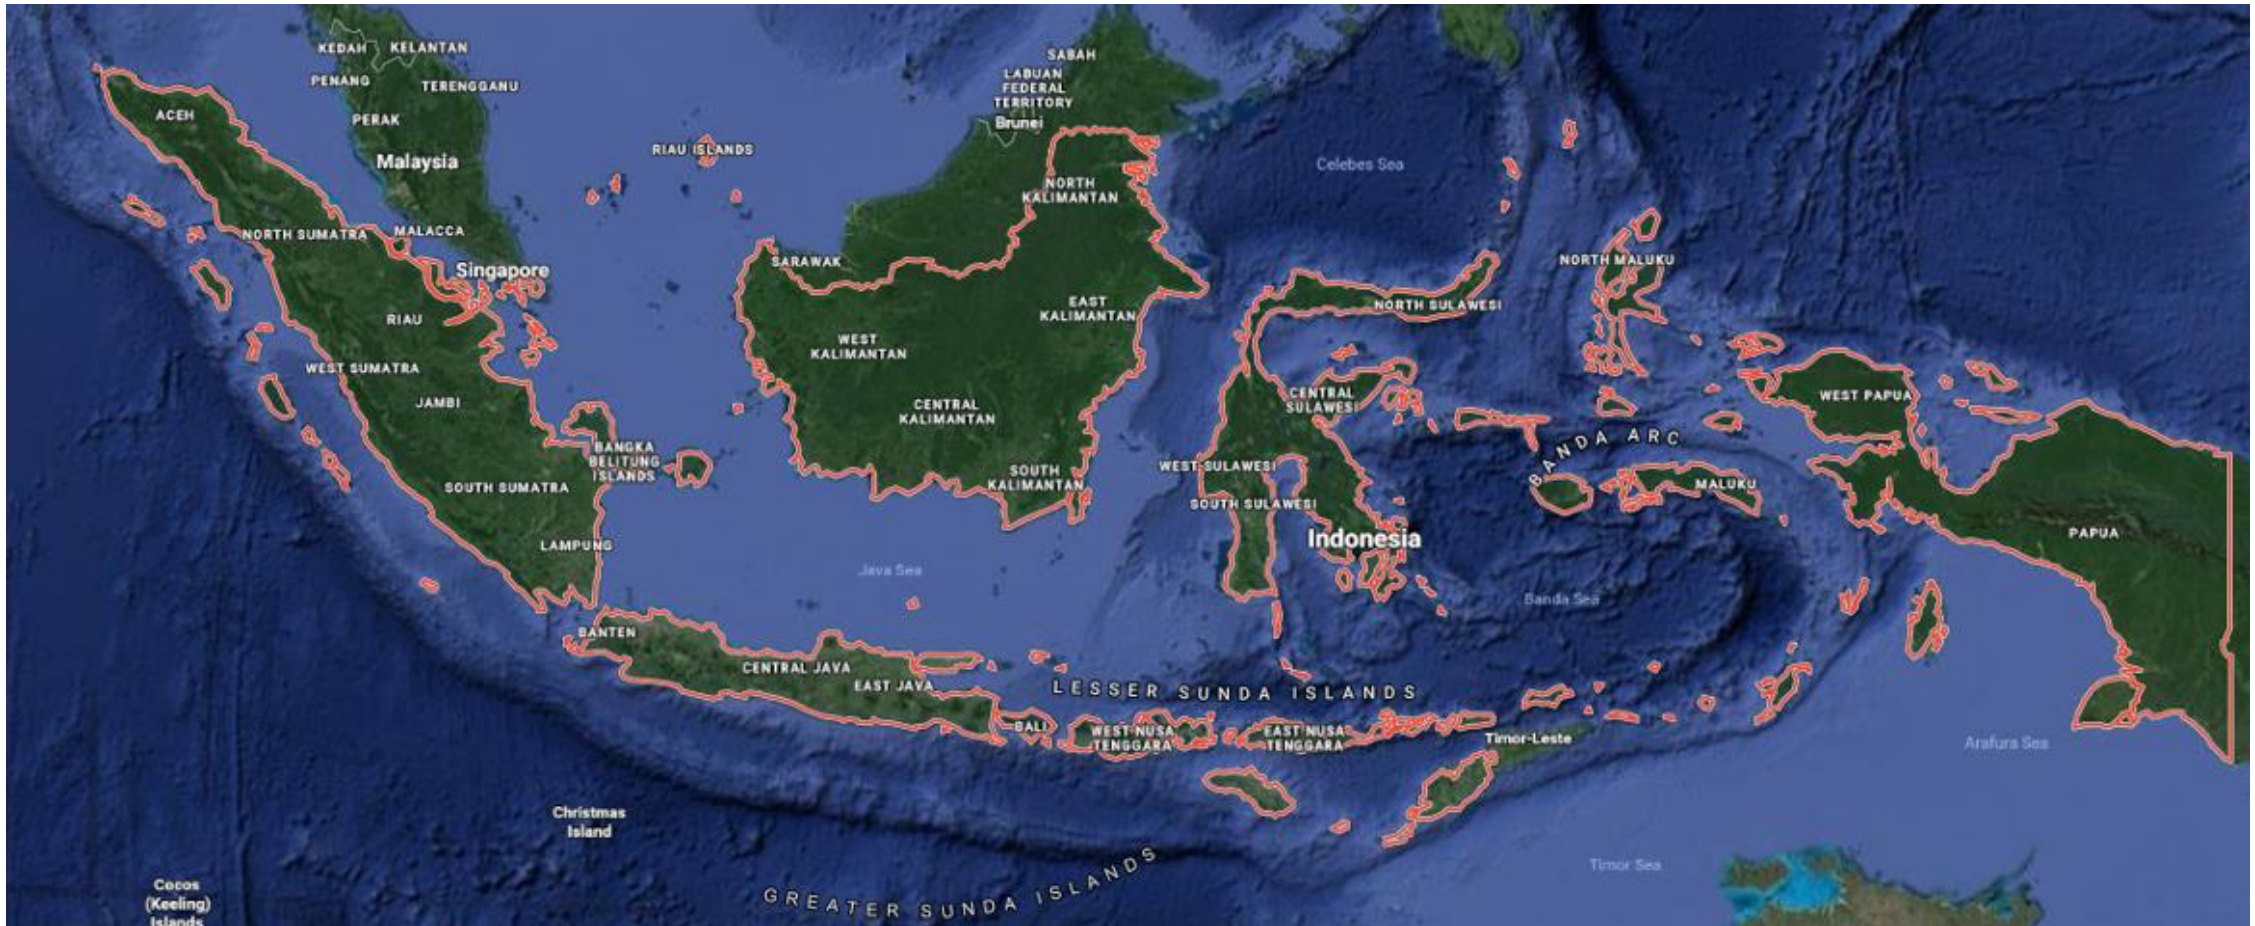 KEDAH
KELANTAN
PENANG
TERENGGANU
PERAK
Malaysia
ACEH
RIAU ISLANDS
SABAH
LABUAN
FEDERAL
TERRITORY
Brunei
Celebes Sea
NORTH
KALIMANTAN
NORTH SUMATRA
MALACCA
Singapore
SARAWAK
NORTH MALUKU
RIAU
EAST
KALIMANTAN
NORTH SULAWESI
WEST
KALIMANTAN
WEST SUMATRA
JAMBI
CENTRAL
KALIMANTAN
CENTRAL
SULAWESI
WEST PAPUA
BANDA ARC
BANGKA
BELITUNG
ISLANDS
SOUTH
KALIMANTAN
WEST SULAWESI
SOUTH SULAWESI
MALUKU
SOUTH SUMATRA
LAMPUNG
Indonesia
PAPUA
Java Sea
Banda Sea
BANTEN
CENTRAL JAVA
EAST JAVA
LESSER SUNDA ISLANDS
BALI
WEST NUSA
TENGGARA
EAST NUSA
TENGGARA
Timor-Leste
Arafura Sea
Christmas
Island
Timor Sea
GREATER SUNDA ISLANDS
Cocos
(Keeling)
Islands